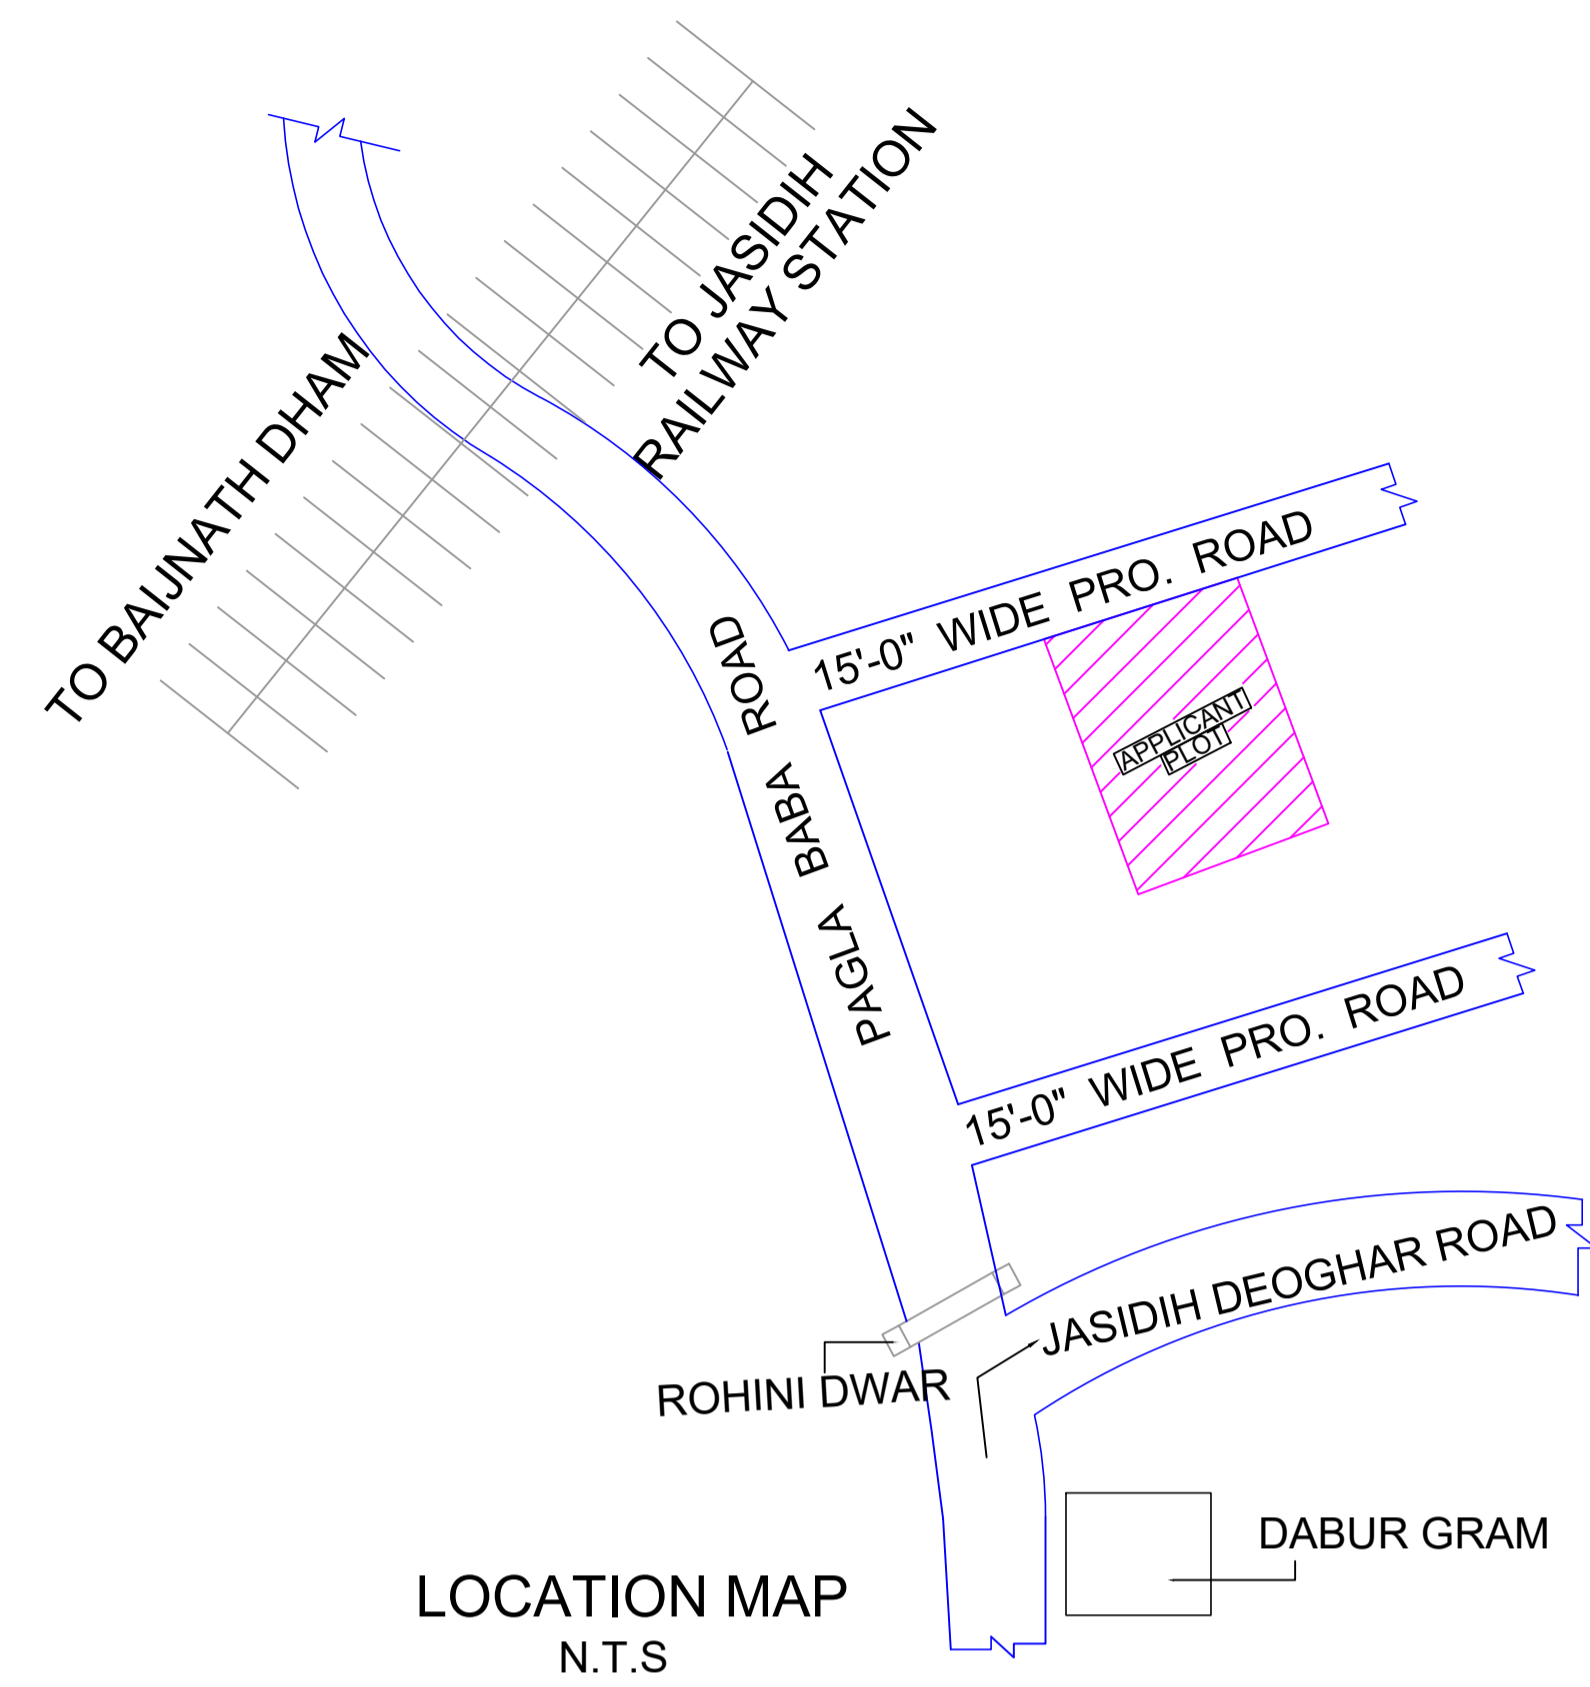 TO JASIDIH
RAILWAY STATION
TO BAIJNATH DHAM
15'-0" WIDE PRO. ROAD
APPLICANT
PLOT
PAGLA BABA ROAD
15'-0" WIDE PRO. ROAD
JASIDIH DEOGHAR ROAD
ROHINI DWAR
DABUR GRAM
LOCATION MAP
N.T.S